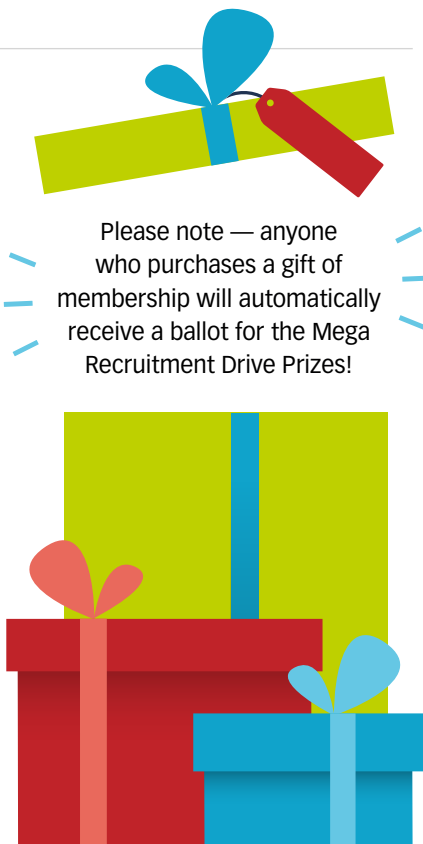 Please note — anyone
who purchases a gift of
membership will automatically
receive a ballot for the Mega
Recruitment Drive Prizes!